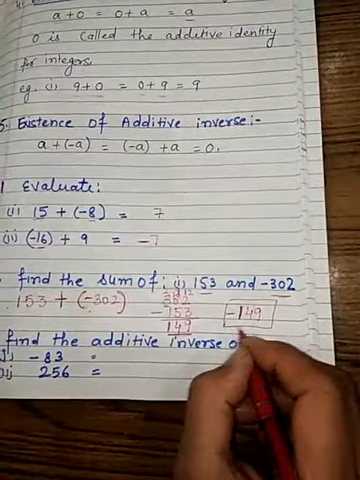 a + 0 = 0 + a = a
0 is called the additive identity
for integers.
eg. (i) 9 + 0 = 0 + 9 = 9
5. Existence of Additive inverse:-
a + (-a) = (-a) + a = 0.
Evaluate:
(i) 15 + (-8) = 7
(ii) (-16) + 9 = -7
find the sum of: (i) 153 and -302
153 + (-302) 302
- 153 -149
149
find the additive inverse o
-83 =
256 =